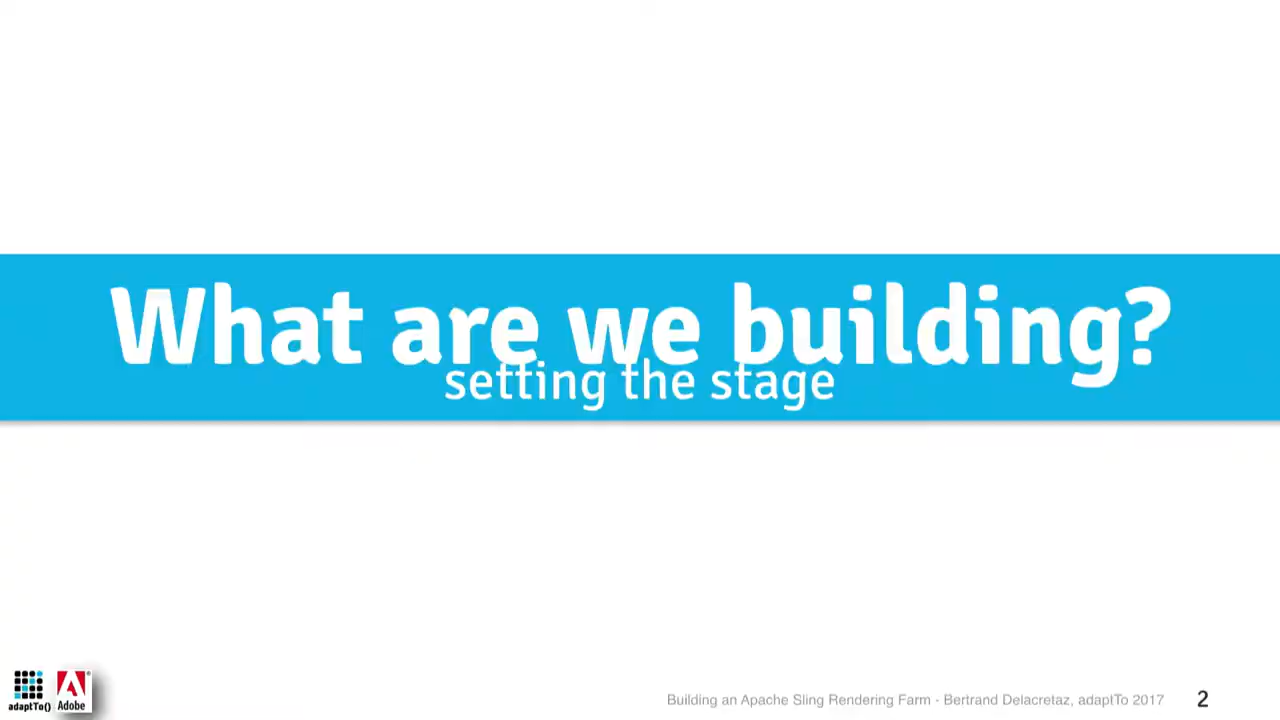 What are we building?
setting the stage
adaptTo()
Adobe
Building an Apache Sling Rendering Farm - Bertrand Delacretaz, adaptTo 2017
2